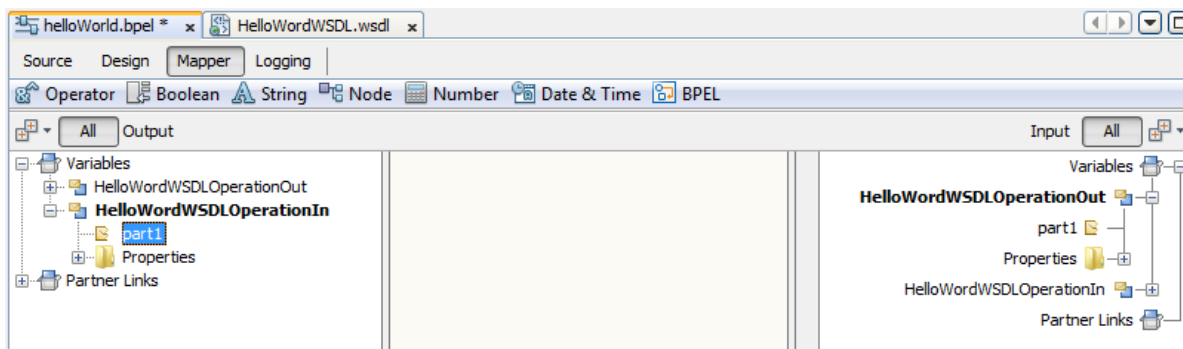 helloWorld.bpel * x HelloWordWSDL.wsdl x
Source Design Mapper Logging
Operator Boolean String Node Number Date & Time BPEL
All Output Input All
Variables Variables
HelloWordWSDLOperationOut HelloWordWSDLOperationOut
HelloWordWSDLOperationIn part1
part1 Properties
Properties HelloWordWSDLOperationIn
Partner Links Partner Links